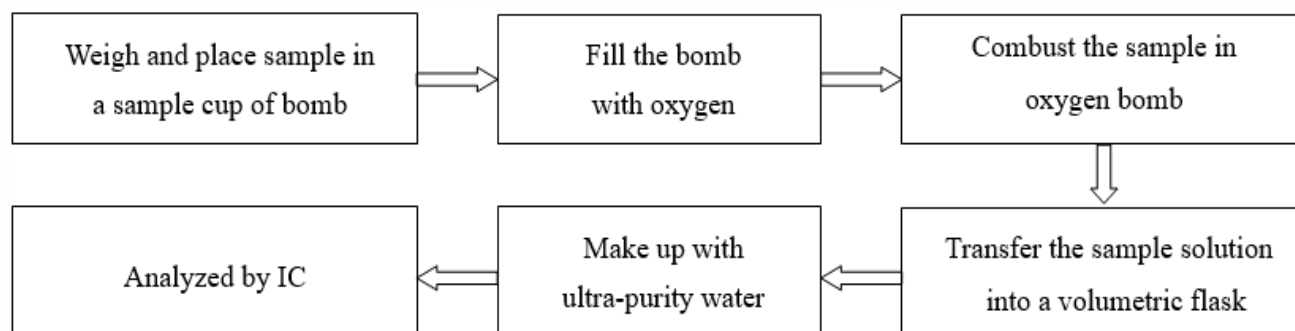 Weigh and place sample in
a sample cup of bomb
Fill the bomb
with oxygen
Combust the sample in
oxygen bomb
Transfer the sample solution
into a volumetric flask
Make up with
ultra-purity water
Analyzed by IC